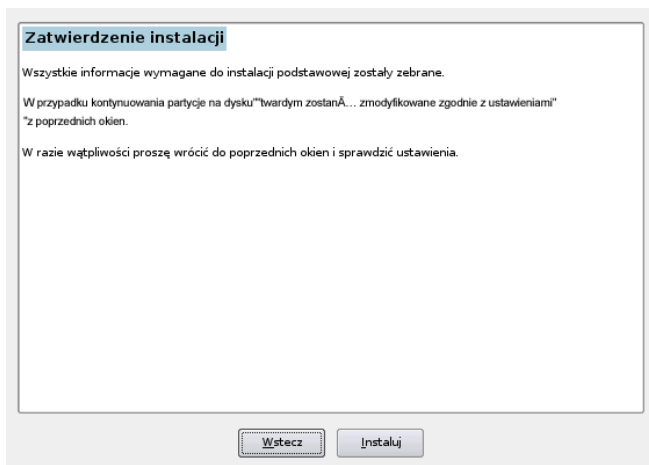 Zatwierdzenie instalacji
Wszystkie informacje wymagane do instalacji podstawowej zostały zebrane.
W przypadku kontynuowania partycje na dysku""twardym zostanÄ… zmodyfikowane zgodnie z ustawieniami"
"z poprzednich okien.
W razie wątpliwości proszę wrócić do poprzednich okien i sprawdzić ustawienia.
Wstecz
Instaluj